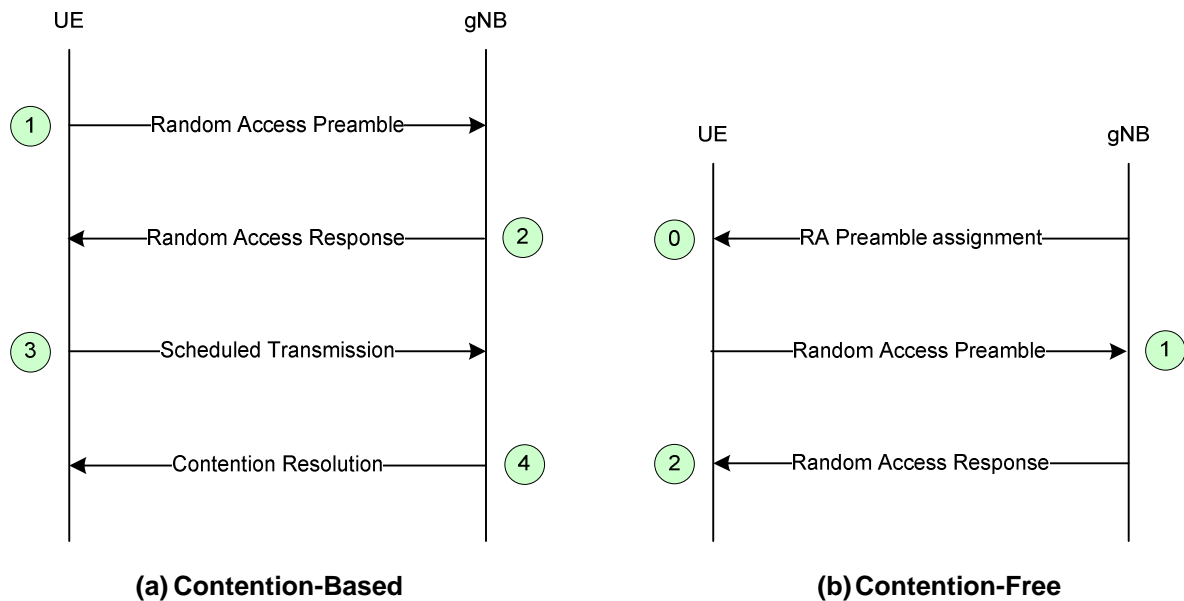 UE gNB
1 Random Access Preamble
Random Access Response 2
3 Scheduled Transmission
Contention Resolution 4
(a) Contention-Based
UE gNB
0 RA Preamble assignment
Random Access Preamble 1
2 Random Access Response
(b) Contention-Free